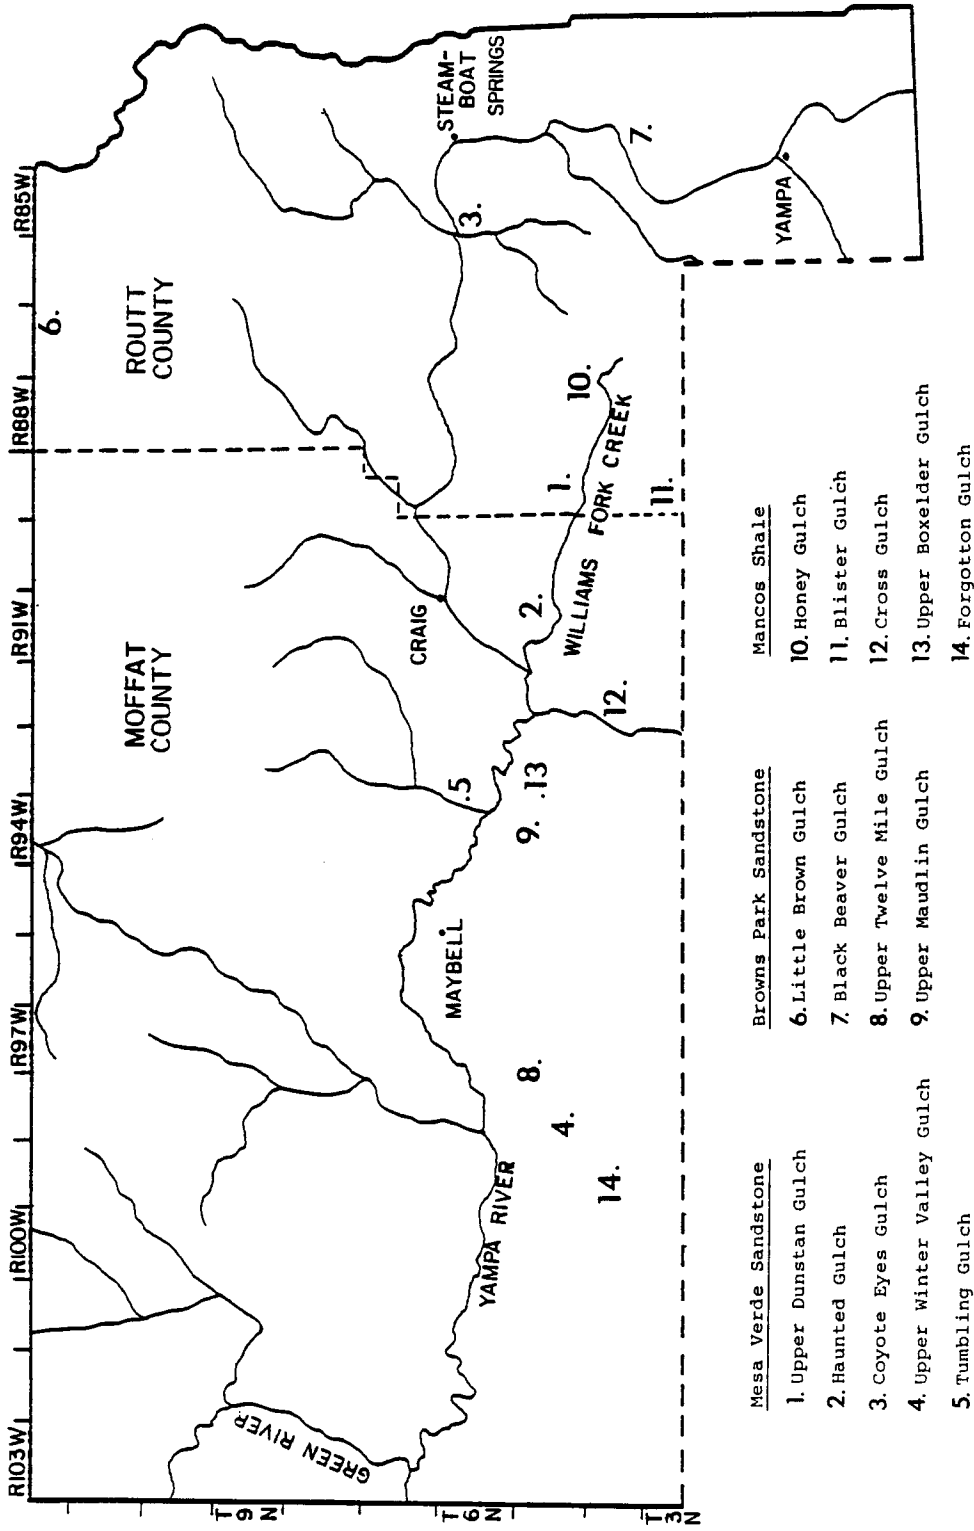 R103W
R100W
R97W
R94W
R91W
R88W
R85W
T
9
N
T
6
N
T
3
N
MOFFAT
COUNTY
ROUTT
COUNTY
6.
GREEN RIVER
YAMPA RIVER
MAYBELL
CRAIG
STEAM-
BOAT
SPRINGS
3.
.5
7.
8.
9.
.13
2.
1.
10.
4.
14.
12.
11.
WILLIAMS FORK CREEK
YAMPA
Mesa Verde Sandstone
1. Upper Dunstan Gulch
2. Haunted Gulch
3. Coyote Eyes Gulch
4. Upper Winter Valley Gulch
5. Tumbling Gulch
Browns Park Sandstone
6. Little Brown Gulch
7. Black Beaver Gulch
8. Upper Twelve Mile Gulch
9. Upper Maudlin Gulch
Mancos Shale
10. Honey Gulch
11. Blister Gulch
12. Cross Gulch
13. Upper Boxelder Gulch
14. Forgotton Gulch